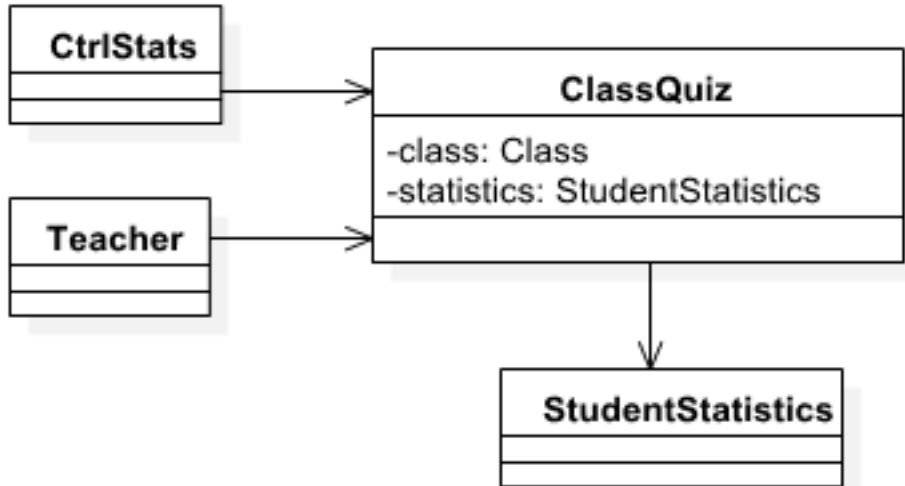 CtrlStats
ClassQuiz
-class: Class
-statistics: StudentStatistics
Teacher
StudentStatistics